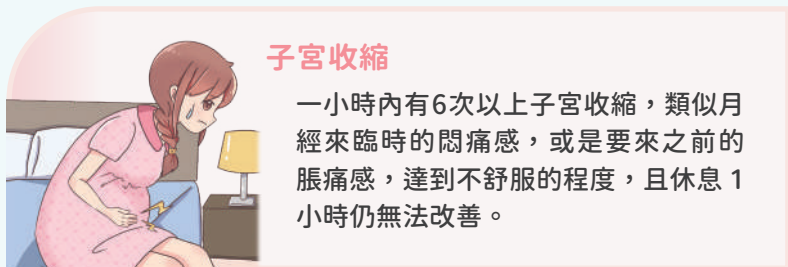 子宮收縮
一小時內有6次以上子宮收縮，類似月
經來臨時的悶痛感，或是要來之前的
脹痛感，達到不舒服的程度，且休息 1
小時仍無法改善。